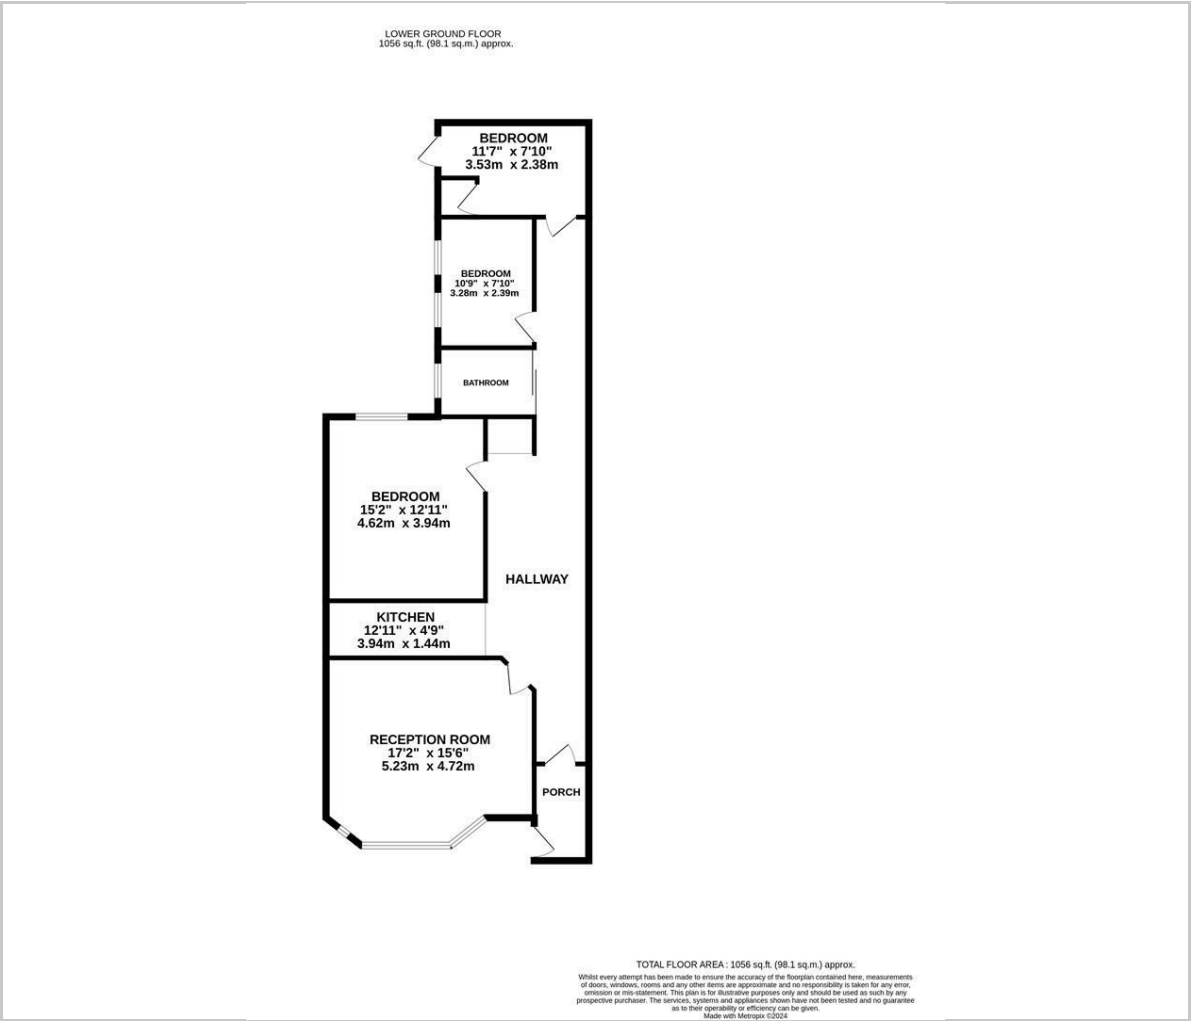 LOWER GROUND FLOOR
1056 sq.ft. (98.1 sq.m.) approx.
BEDROOM
11'7" x 7'10"
3.53m x 2.38m
BEDROOM
10'9" x 7'10"
3.28m x 2.39m
BATHROOM
BEDROOM
15'2" x 12'11"
4.62m x 3.94m
HALLWAY
KITCHEN
12'11" x 4'9"
3.94m x 1.44m
RECEPTION ROOM
17'2" x 15'6"
5.23m x 4.72m
PORCH
TOTAL FLOOR AREA : 1056 sq.ft. (98.1 sq.m.) approx.
Whilst every attempt has been made to ensure the accuracy of the floorplan contained here, measurements
of doors, windows, rooms and any other items are approximate and no responsibility is taken for any error,
omission or mis-statement. This plan is for illustrative purposes only and should be used as such by any
prospective purchaser. The services, systems and appliances shown have not been tested and no guarantee
as to their operability or efficiency can be given.
Made with Metropix ©2024